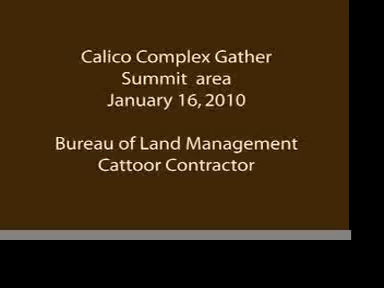 Calico Complex Gather
Summit area
January 16, 2010
Bureau of Land Management
Cattoor Contractor